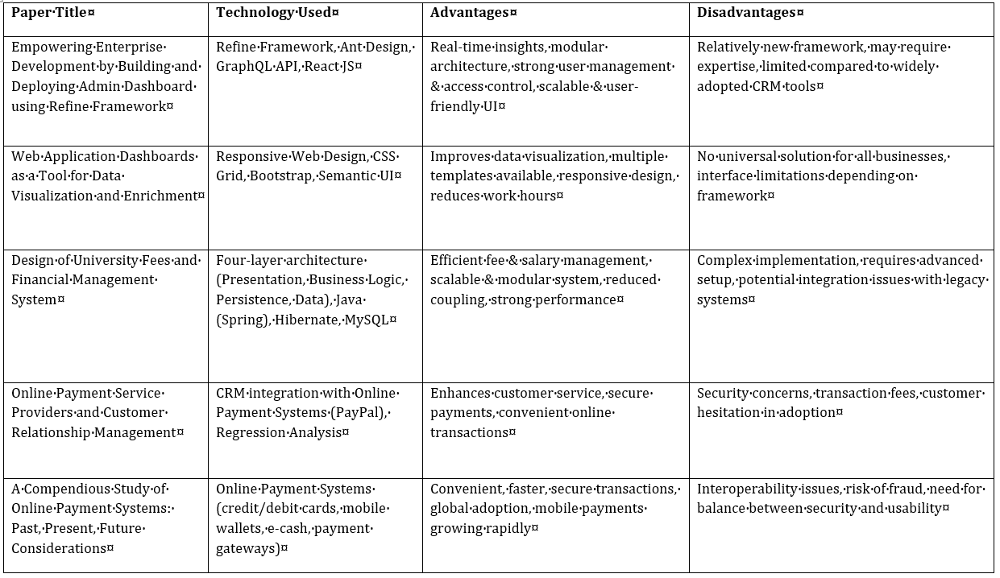 Paper Title Technology Used Advantages Disadvantages
Empowering Enterprise
Development by Building and
Deploying Admin Dashboard
using Refine Framework
Refine Framework, Ant Design,
GraphQL API, React JS
Real-time insights, modular
architecture, strong user management
& access control, scalable & user-
friendly UI
Relatively new framework, may require
expertise, limited compared to widely
adopted CRM tools
Web Application Dashboards
as a Tool for Data
Visualization and Enrichment
Responsive Web Design, CSS
Grid, Bootstrap, Semantic UI
Improves data visualization, multiple
templates available, responsive design,
reduces work hours
No universal solution for all businesses,
interface limitations depending on
framework
Design of University Fees and
Financial Management
System
Four-layer architecture
(Presentation, Business Logic,
Persistence, Data), Java
(Spring), Hibernate, MySQL
Efficient fee & salary management,
scalable & modular system, reduced
coupling, strong performance
Complex implementation, requires advanced
setup, potential integration issues with legacy
systems
Online Payment Service
Providers and Customer
Relationship Management
CRM integration with Online
Payment Systems (PayPal),
Regression Analysis
Enhances customer service, secure
payments, convenient online
transactions
Security concerns, transaction fees, customer
hesitation in adoption
A Compendious Study of
Online Payment Systems:
Past, Present, Future
Considerations
Online Payment Systems
(credit/debit cards, mobile
wallets, e-cash, payment
gateways)
Convenient, faster, secure transactions,
global adoption, mobile payments
growing rapidly
Interoperability issues, risk of fraud, need for
balance between security and usability